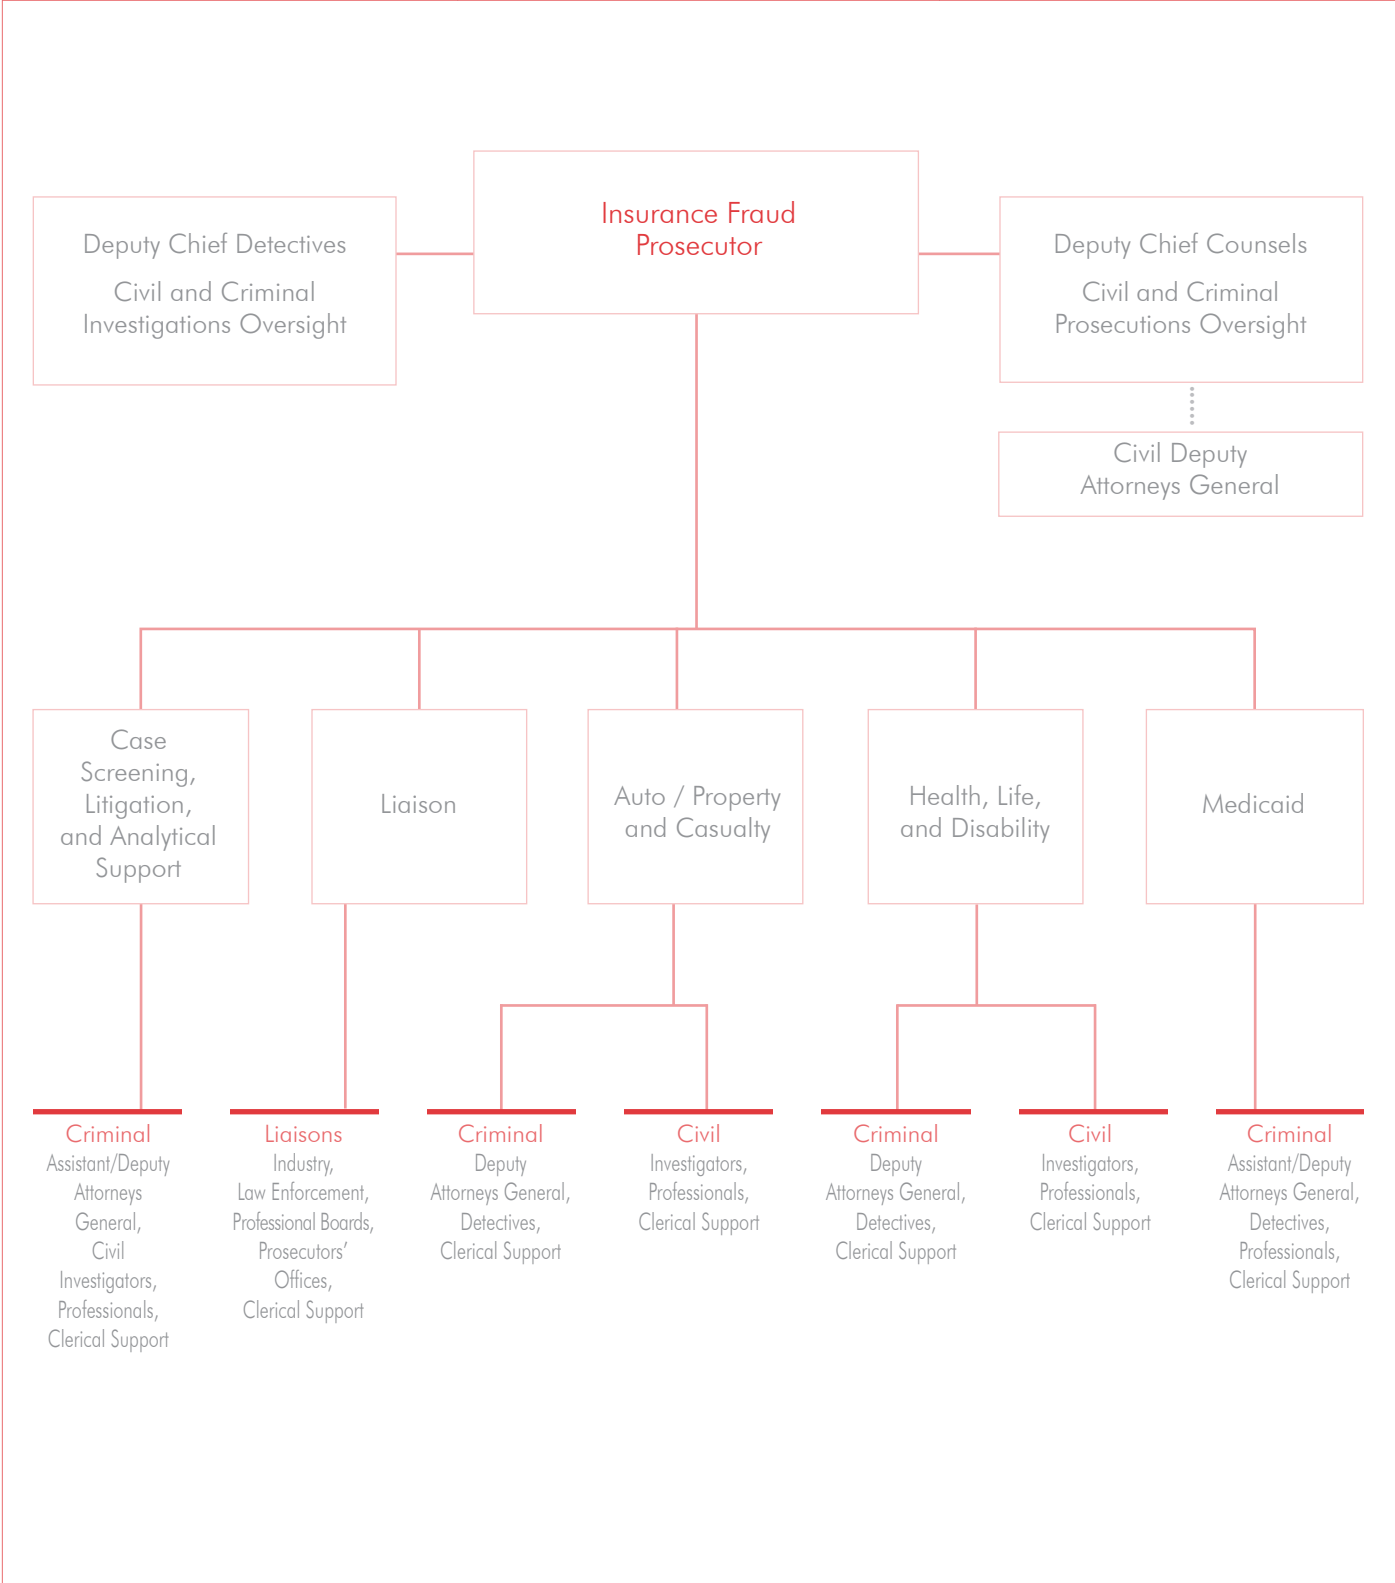 Insurance Fraud
Prosecutor
Deputy Chief Detectives
Civil and Criminal
Investigations Oversight
Deputy Chief Counsels
Civil and Criminal
Prosecutions Oversight
Civil Deputy
Attorneys General
Case
Screening,
Litigation,
and Analytical
Support
Liaison
Auto / Property
and Casualty
Health, Life,
and Disability
Medicaid
Criminal
Assistant/Deputy
Attorneys
General,
Civil
Investigators,
Professionals,
Clerical Support
Liaisons
Industry,
Law Enforcement,
Professional Boards,
Prosecutors’
Offices,
Clerical Support
Criminal
Deputy
Attorneys General,
Detectives,
Clerical Support
Civil
Investigators,
Professionals,
Clerical Support
Criminal
Deputy
Attorneys General,
Detectives,
Clerical Support
Civil
Investigators,
Professionals,
Clerical Support
Criminal
Assistant/Deputy
Attorneys General,
Detectives,
Professionals,
Clerical Support